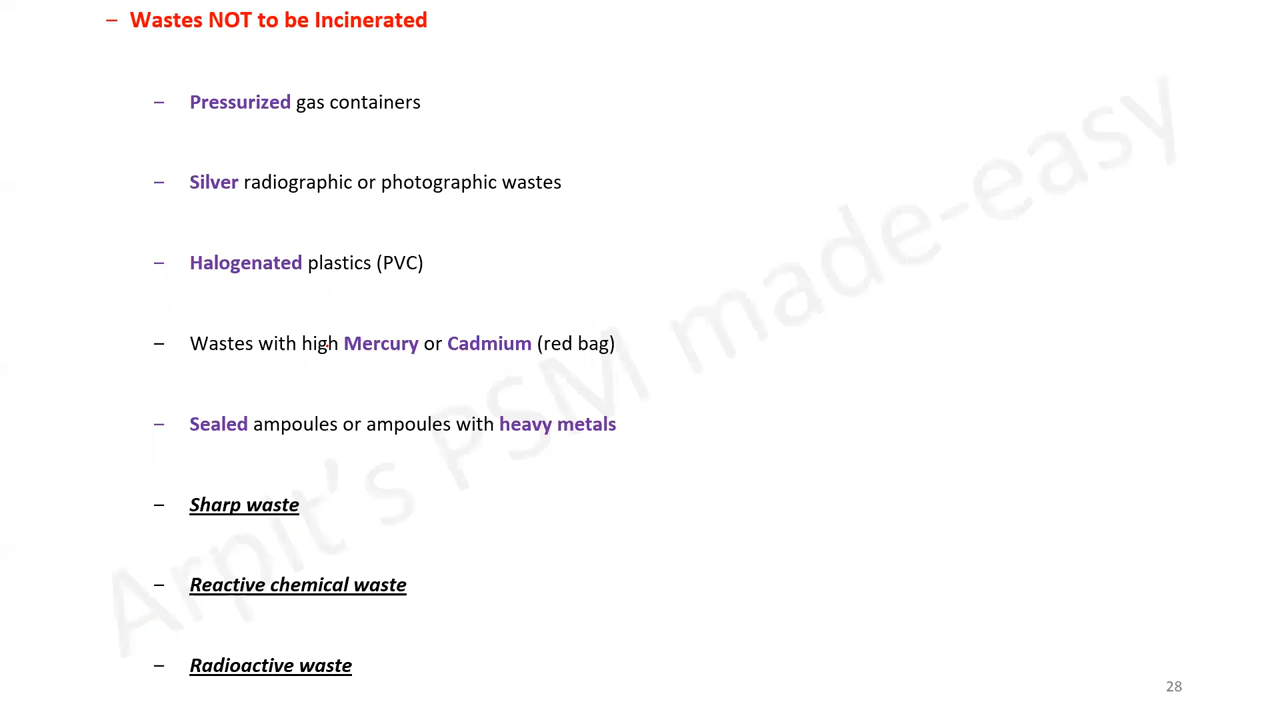 – Wastes NOT to be Incinerated
– Pressurized gas containers
– Silver radiographic or photographic wastes
– Halogenated plastics (PVC)
– Wastes with high Mercury or Cadmium (red bag)
– Sealed ampoules or ampoules with heavy metals
– Sharp waste
– Reactive chemical waste
– Radioactive waste
Arpit's PSM made-easy
28